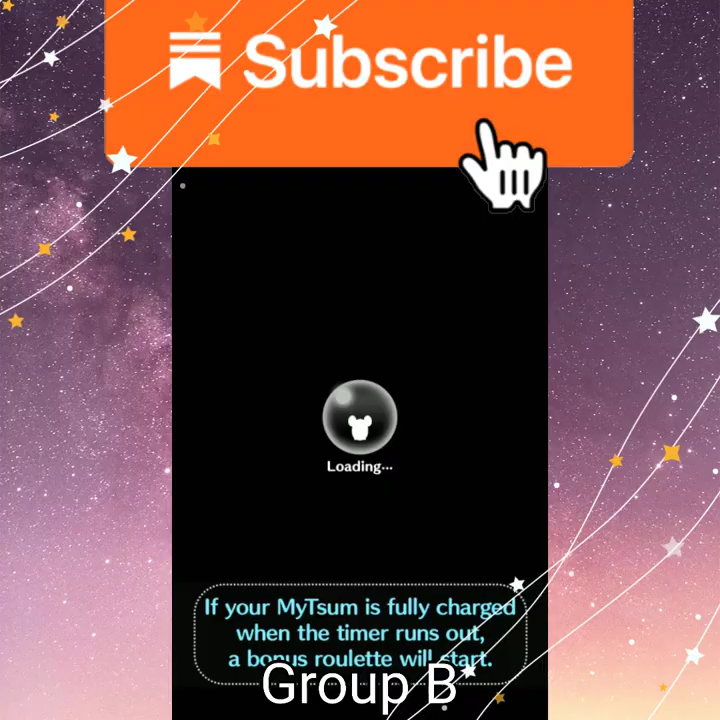 Subscribe
Loading...
If your MyTsum is fully charged
when the timer runs out,
a bonus roulette will start.
Group B